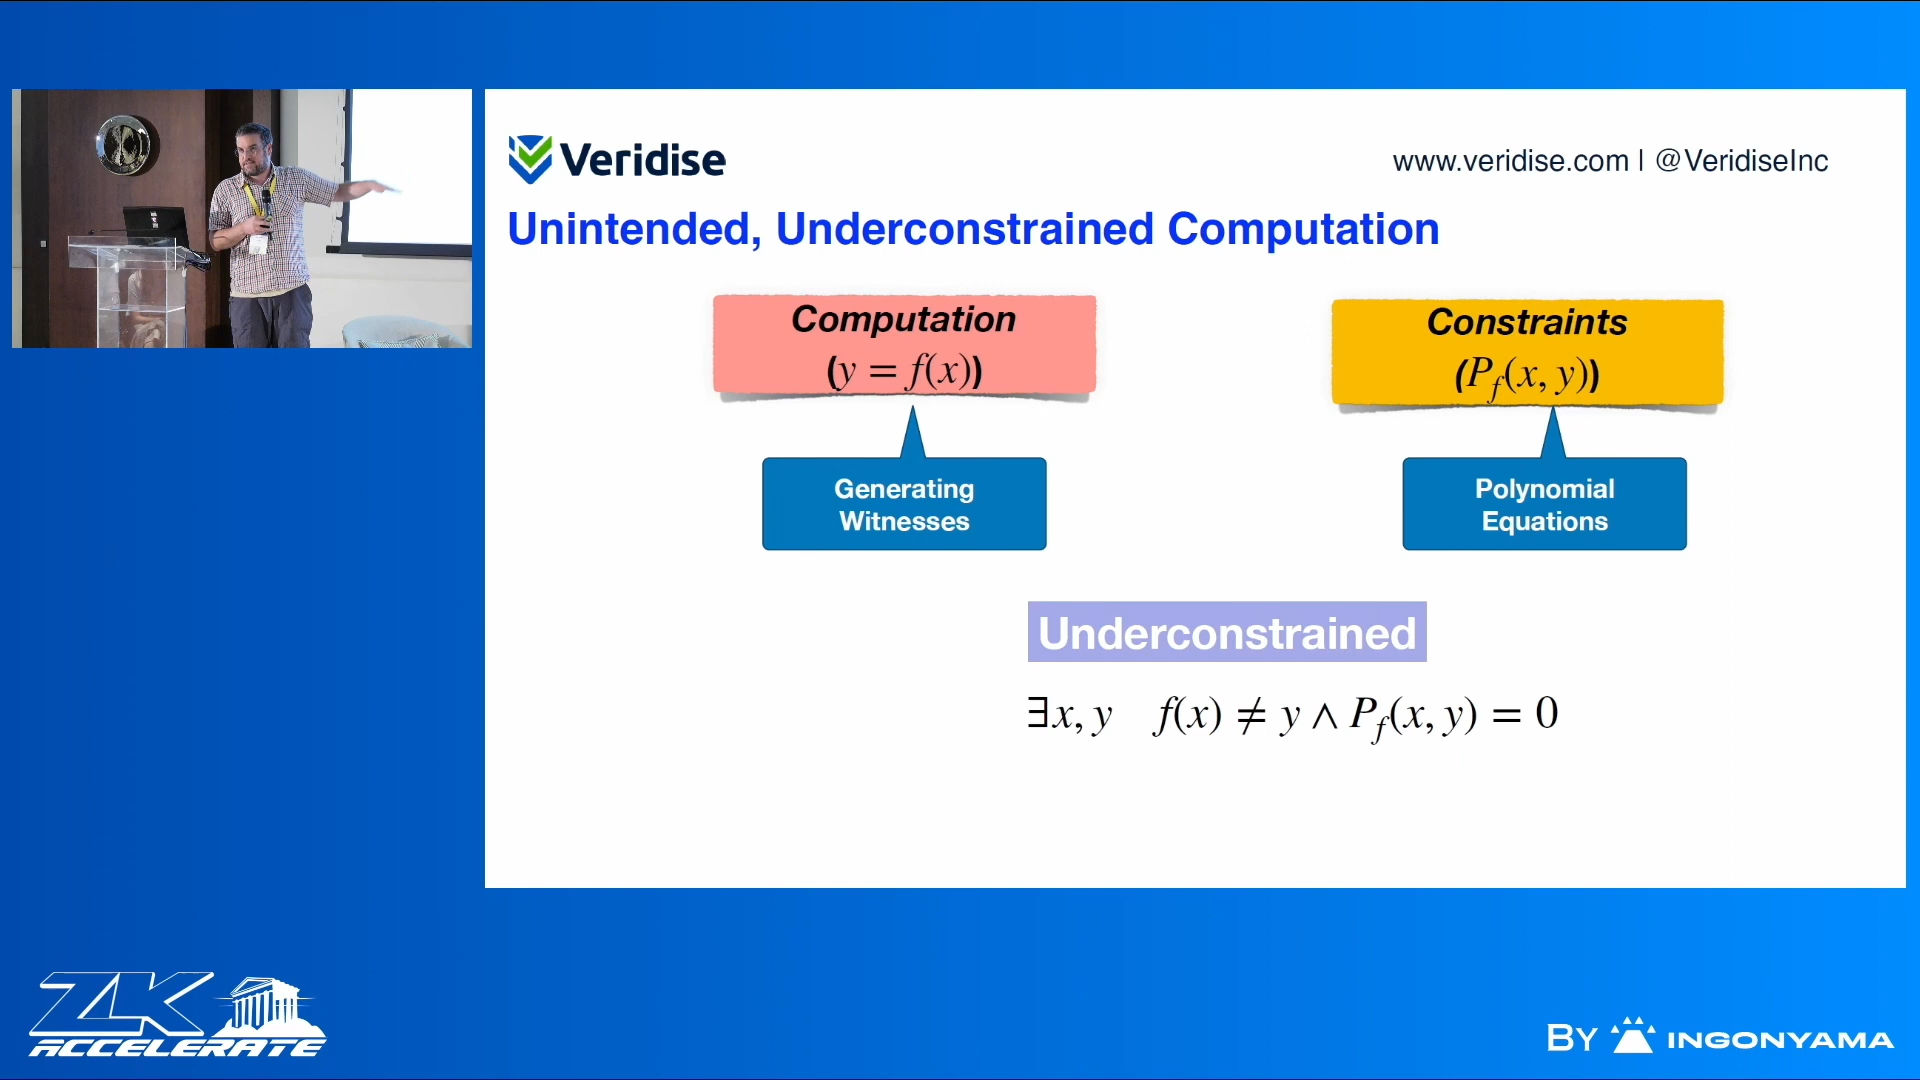 Veridise
www.veridise.com | @VeridiseInc
Unintended, Underconstrained Computation
Computation
(y = f(x))
Constraints
(P_f(x, y))
Generating
Witnesses
Polynomial
Equations
Underconstrained
∃x, y f(x) ≠ y ∧ P_f(x, y) = 0
ZK
ACCELERATE
BY INGONYAMA